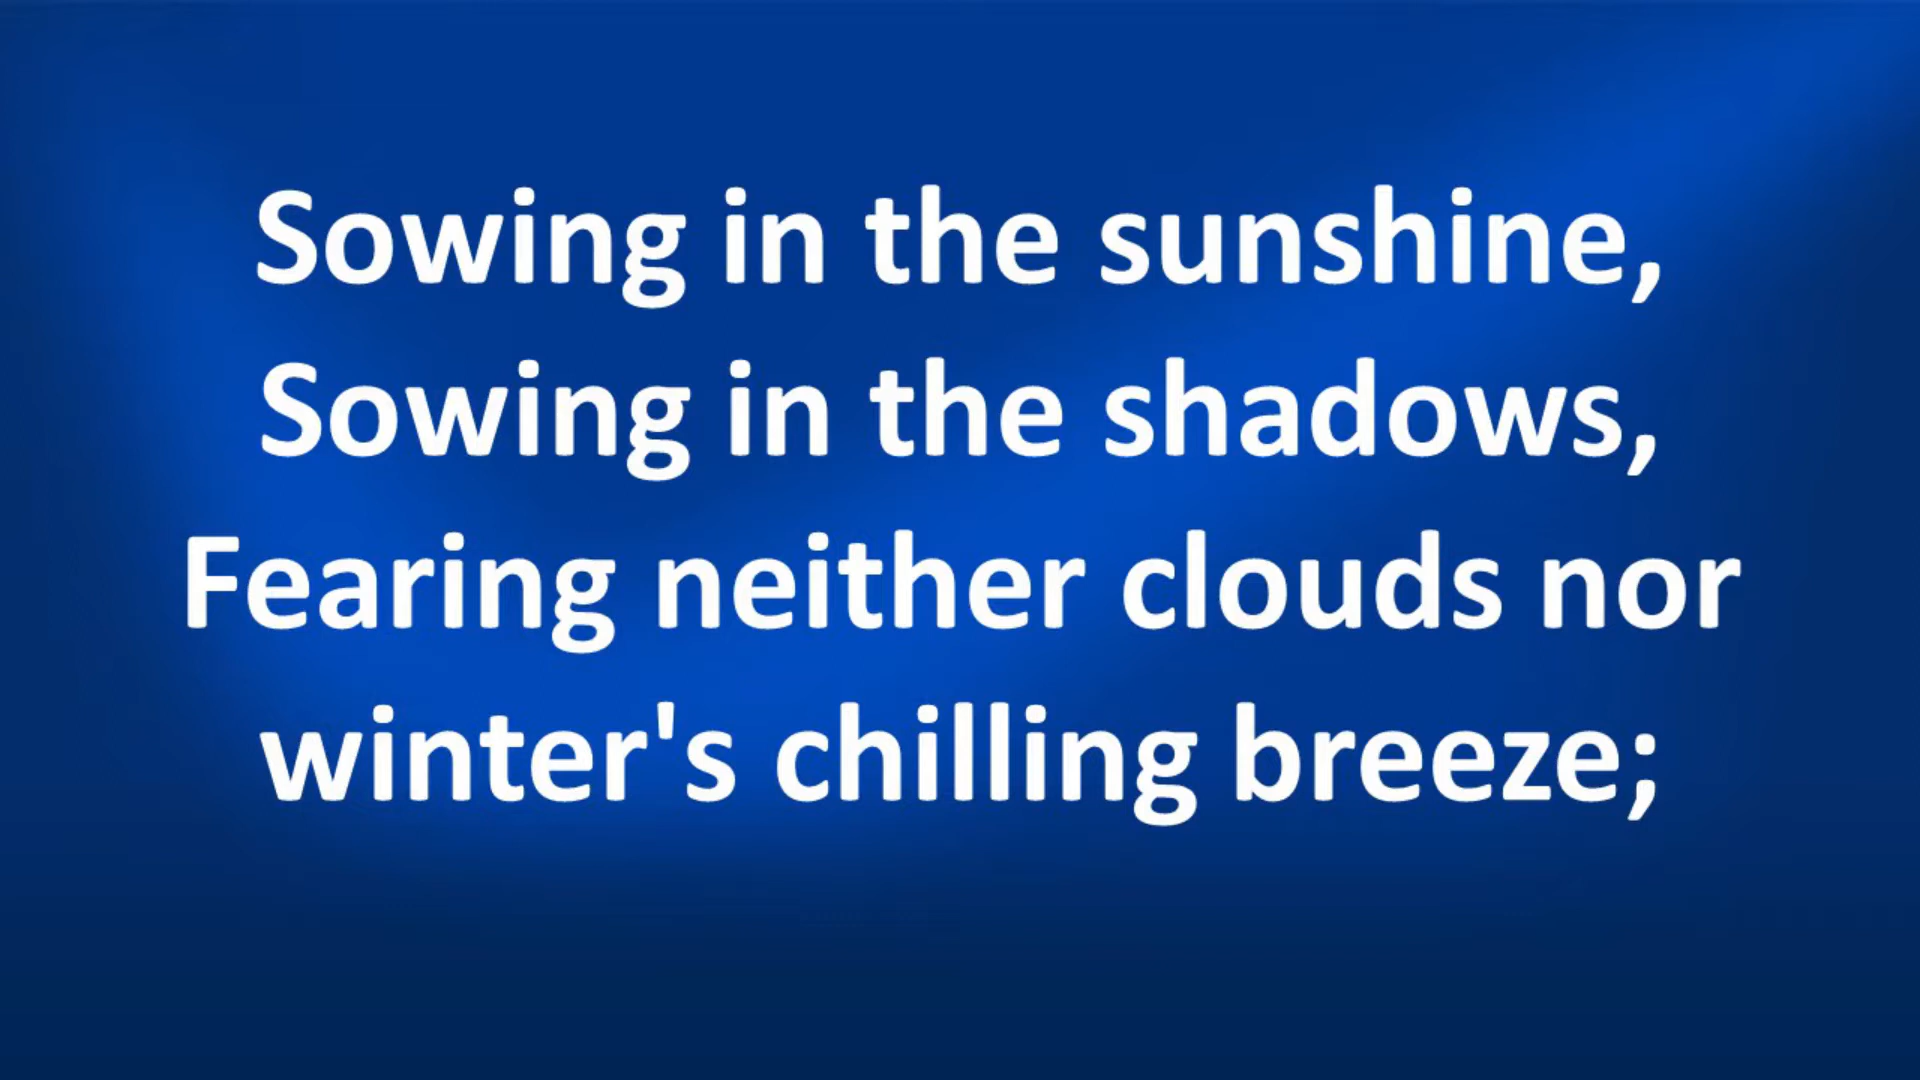 Sowing in the sunshine,
Sowing in the shadows,
Fearing neither clouds nor
winter's chilling breeze;